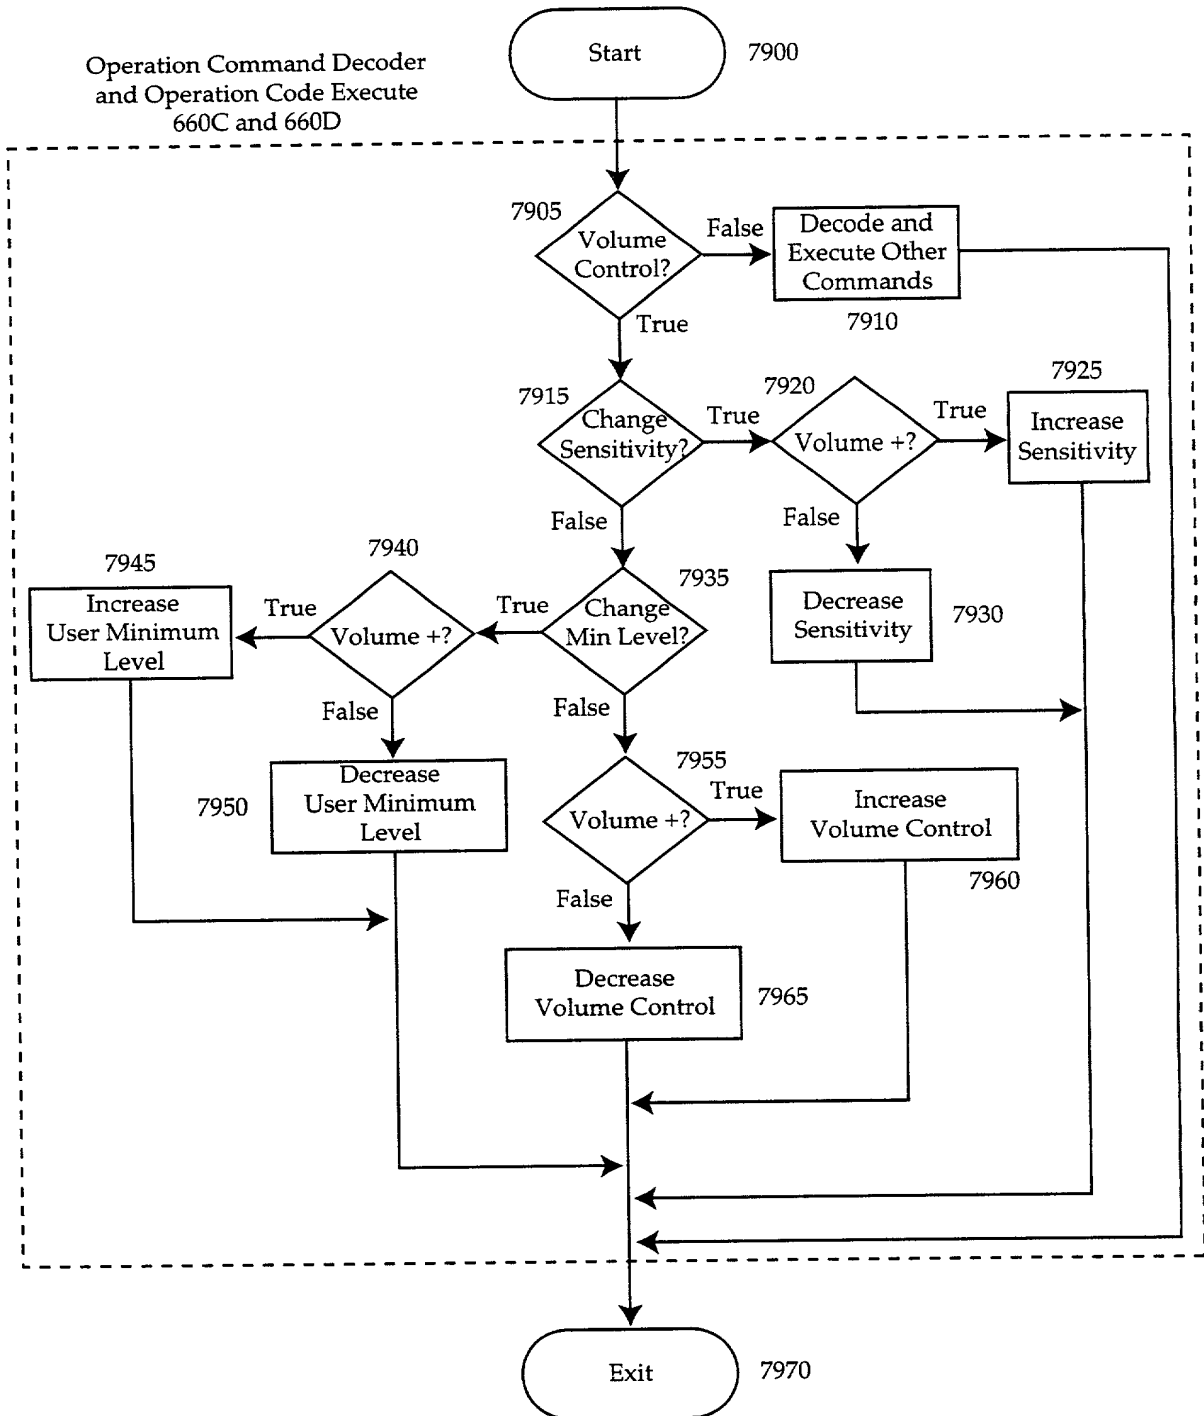 Start
7900
Operation Command Decoder
and Operation Code Execute
660C and 660D
7905
Volume
Control?
False
Decode and
Execute Other
Commands
7910
True
7915
Change
Sensitivity?
True
7920
Volume +?
True
7925
Increase
Sensitivity
False
False
7930
Decrease
Sensitivity
7935
Change
Min Level?
True
7940
Volume +?
True
7945
Increase
User Minimum
Level
False
7950
Decrease
User Minimum
Level
False
7955
Volume +?
True
Increase
Volume Control
7960
False
Decrease
Volume Control
7965
Exit
7970